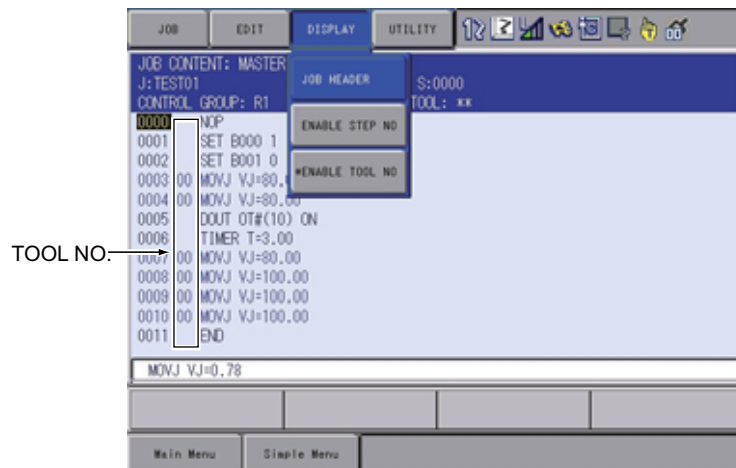 JOB EDIT DISPLAY UTILITY
JOB CONTENT: MASTER
J:TEST01 S:0000
CONTROL GROUP: R1 TOOL: **
JOB HEADER
ENABLE STEP NO
*ENABLE TOOL NO
0000 NOP
0001 SET B000 1
0002 SET B001 0
0003 00 MOVJ VJ=80.
0004 00 MOVJ VJ=80.00
0005 DOUT OT#(10) ON
0006 TIMER T=3.00
TOOL NO.
0007 00 MOVJ VJ=80.00
0008 00 MOVJ VJ=100.00
0009 00 MOVJ VJ=100.00
0010 00 MOVJ VJ=100.00
0011 END
MOVJ VJ=0.78
Main Menu Simple Menu